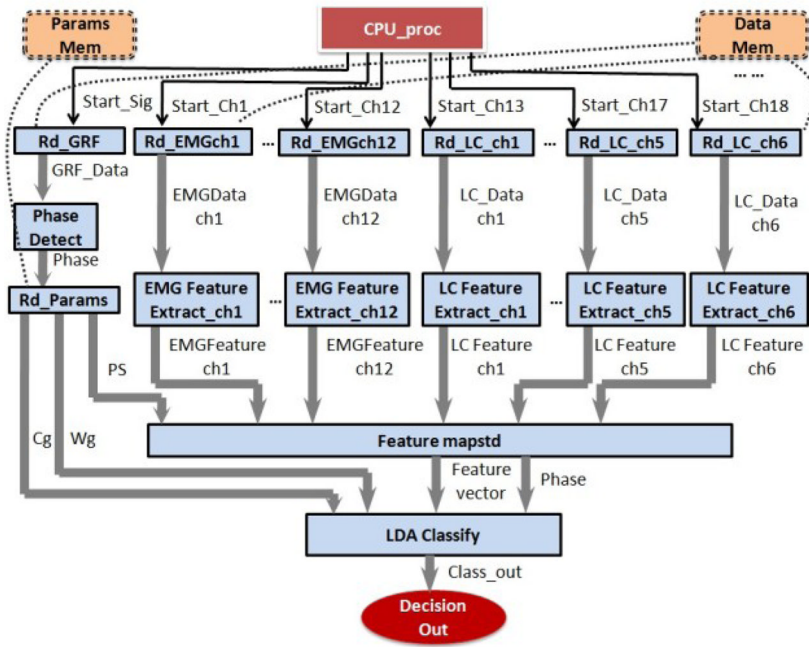 Params
Mem
CPU_proc
Data
Mem
... ...
Start_Sig
Start_Ch1
Start_Ch12
Start_Ch13
Start_Ch17
Start_Ch18
Rd_GRF
Rd_EMGch1
...
Rd_EMGch12
Rd_LC_ch1
...
Rd_LC_ch5
Rd_LC_ch6
GRF_Data
EMGData
ch1
EMGData
ch12
LC_Data
ch1
LC_Data
ch5
LC_Data
ch6
Phase
Detect
Phase
Rd_Params
EMG Feature
Extract_ch1
...
EMG Feature
Extract_ch12
LC Feature
Extract_ch1
...
LC Feature
Extract_ch5
LC Feature
Extract_ch6
EMGFeature
ch1
EMGFeature
ch12
LC Feature
ch1
LC Feature
ch5
LC Feature
ch6
PS
Cg
Wg
Feature mapstd
Feature
vector
Phase
LDA Classify
Class_out
Decision
Out